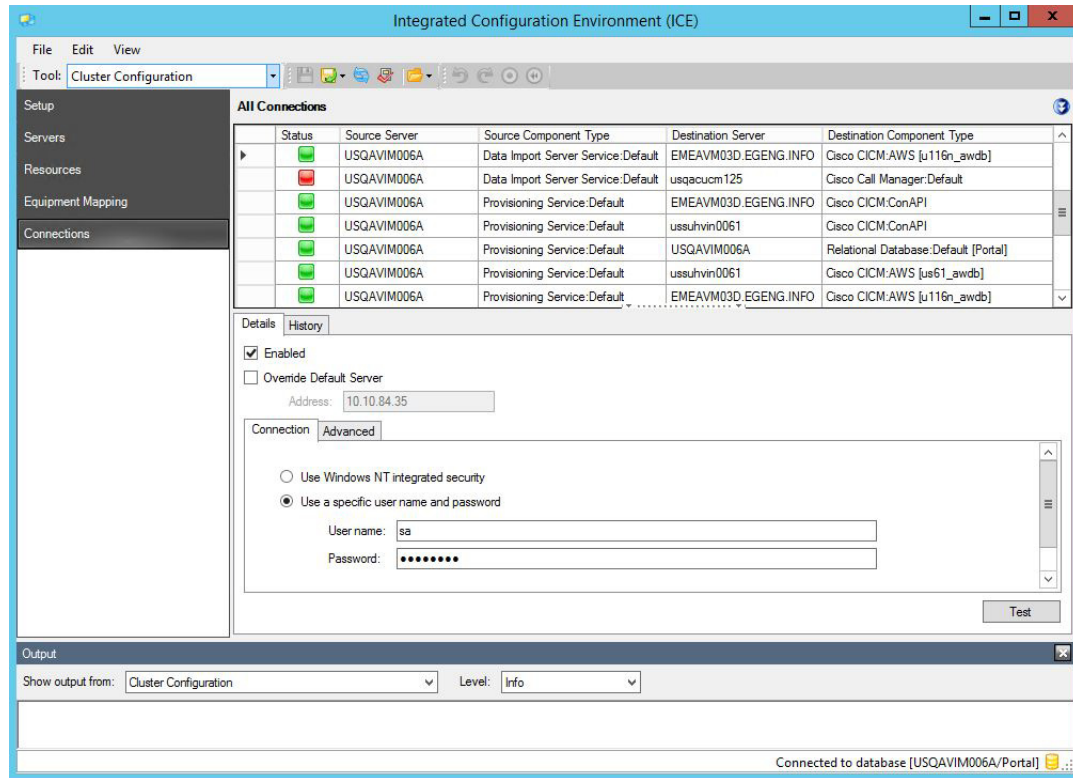 Integrated Configuration Environment (ICE)
File Edit View
Tool: Cluster Configuration
Setup
Servers
Resources
Equipment Mapping
Connections
All Connections
Status Source Server Source Component Type Destination Server Destination Component Type
USQAVIM006A Data Import Server Service:Default EMEAVM03D.EGENG.INFO Cisco CICM:AWS [u116n_awdb]
USQAVIM006A Data Import Server Service:Default usqacucm125 Cisco Call Manager:Default
USQAVIM006A Provisioning Service:Default EMEAVM03D.EGENG.INFO Cisco CICM:ConAPI
USQAVIM006A Provisioning Service:Default ussuhvin0061 Cisco CICM:ConAPI
USQAVIM006A Provisioning Service:Default USQAVIM006A Relational Database:Default [Portal]
USQAVIM006A Provisioning Service:Default ussuhvin0061 Cisco CICM:AWS [us61_awdb]
USQAVIM006A Provisioning Service:Default EMEAVM03D.EGENG.INFO Cisco CICM:AWS [u116n_awdb]
Details History
Enabled
Override Default Server
Address: 10.10.84.35
Connection Advanced
Use Windows NT integrated security
Use a specific user name and password
User name: sa
Password: ••••••••
Test
Output
Show output from: Cluster Configuration Level: Info
Connected to database [USQAVIM006A/Portal]